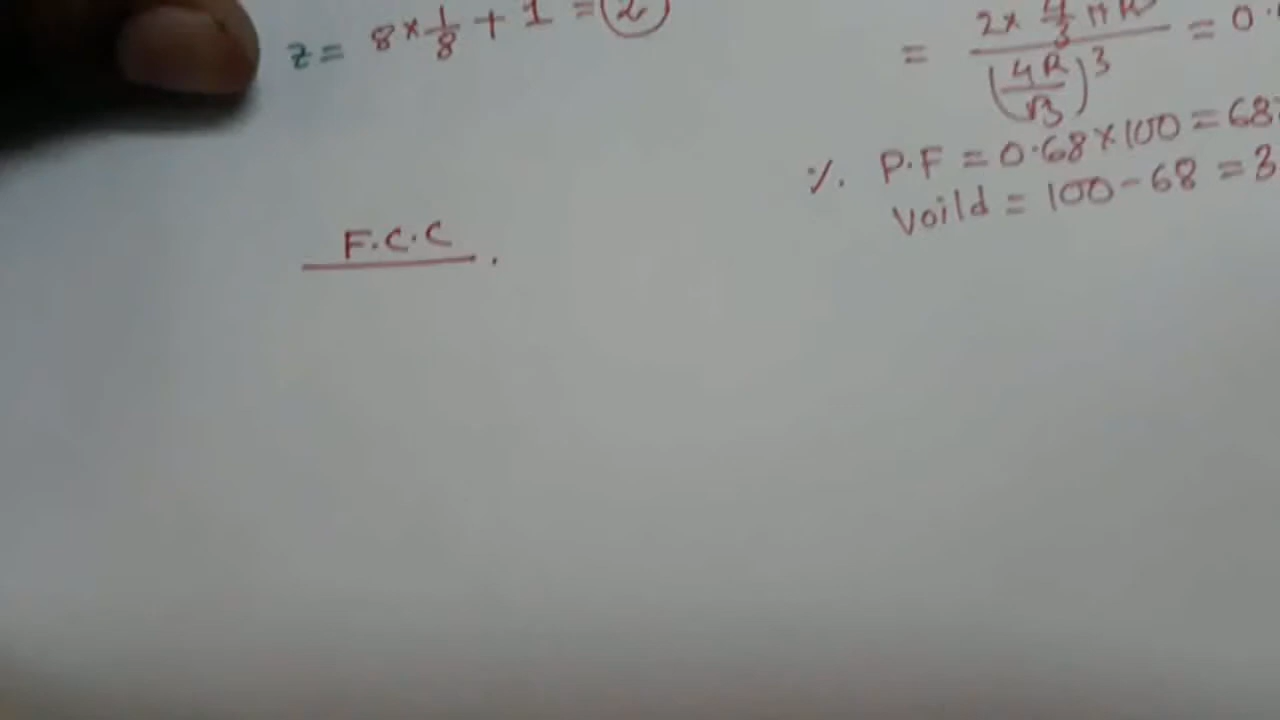 z = 8 × 1/8 + 1 = 2
= 2 × 4/3 π R / (4R/√3)³ = 0.
% P.F = 0.68 × 100 = 68
Voild = 100 - 68 = 3
F.C.C.